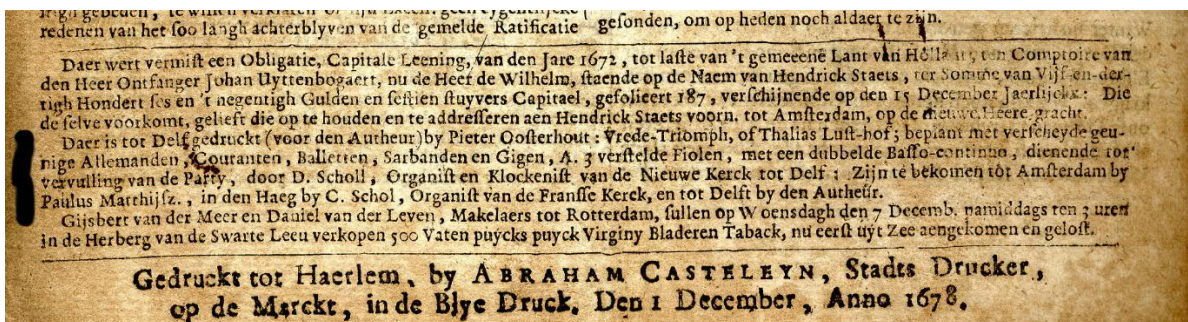 redenen van het soo langh achterblyven van de gemelde Ratificatie gesonden, om op heden noch aldaer te zijn.
Daer wert vermist een Obligatie, Capitale Leening, van den Jare 1672, tot laste van 't gemeene Lant van Hollant, ten Comptoire van
den Heer Ontfanger Johan Uyttenbogaert, nu de Heer de Wilhelm, staende op de Naem van Hendrick Staets, ter Somme van Vijf-en-der-
tigh Hondert ses en 't negentigh Gulden en sestien stuyvers Capitael, gefolieert 187, verschijnende op den 15 December Jaerlijckx: Die
de selve voorkomt, gelieft die op te houden en te addresseren aen Hendrick Staets voorn. tot Amsterdam, op de nieuwe Heere gracht.
Daer is tot Delf gedruckt (voor den Autheur) by Pieter Oosterhout: Vrede-Triomph, of Thalias Lust-hof; beplant met verscheyde geu-
nige Allemanden, Couranten, Balletten, Sarbanden en Gigen, A. 3 verstelde Fiolen, met een dubbelde Basso-continuo, dienende tot
vervulling van de Party, door D. Scholl, Organist en Klockenist van de Nieuwe Kerck tot Delf: Zijn te bekomen tot Amsterdam by
Paulus Matthijsz., in den Haeg by C. Schol, Organist van de Fransse Kerck, en tot Delft by den Autheur.
Gijsbert van der Meer en Daniel van der Leven, Makelaers tot Rotterdam, sullen op Woensdagh den 7 Decemb. namiddags ten 3 uren
in de Herberg van de Swarte Leeu verkopen 500 Vaten puycks puyck Virginy Bladeren Taback, nu eerst uyt Zee aengekomen en gelost.
Gedruckt tot Haerlem, by ABRAHAM CASTELEYN, Stadts Drucker,
op de Marckt, in de Blye Druck. Den 1 December, Anno 1678.